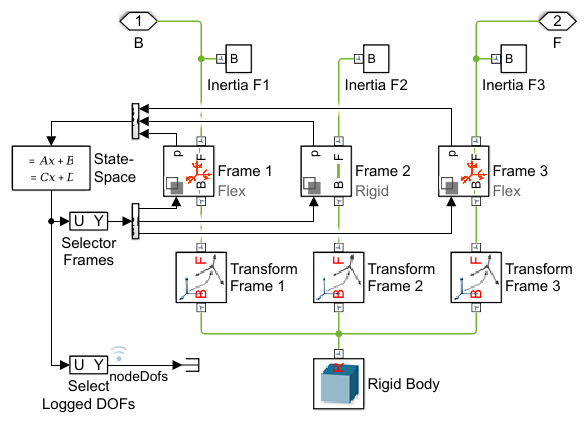 1
2
B
F
B
Inertia F1
B
Inertia F2
B
Inertia F3
= Ax + B
= Cx + D
State-
Space
p
F
B
Frame 1
Flex
p
F
B
Frame 2
Rigid
p
F
B
Frame 3
Flex
U Y
Selector
Frames
F
B
Transform
Frame 1
F
B
Transform
Frame 2
F
B
Transform
Frame 3
U Y
nodeDofs
Select
Logged DOFs
R
Rigid Body